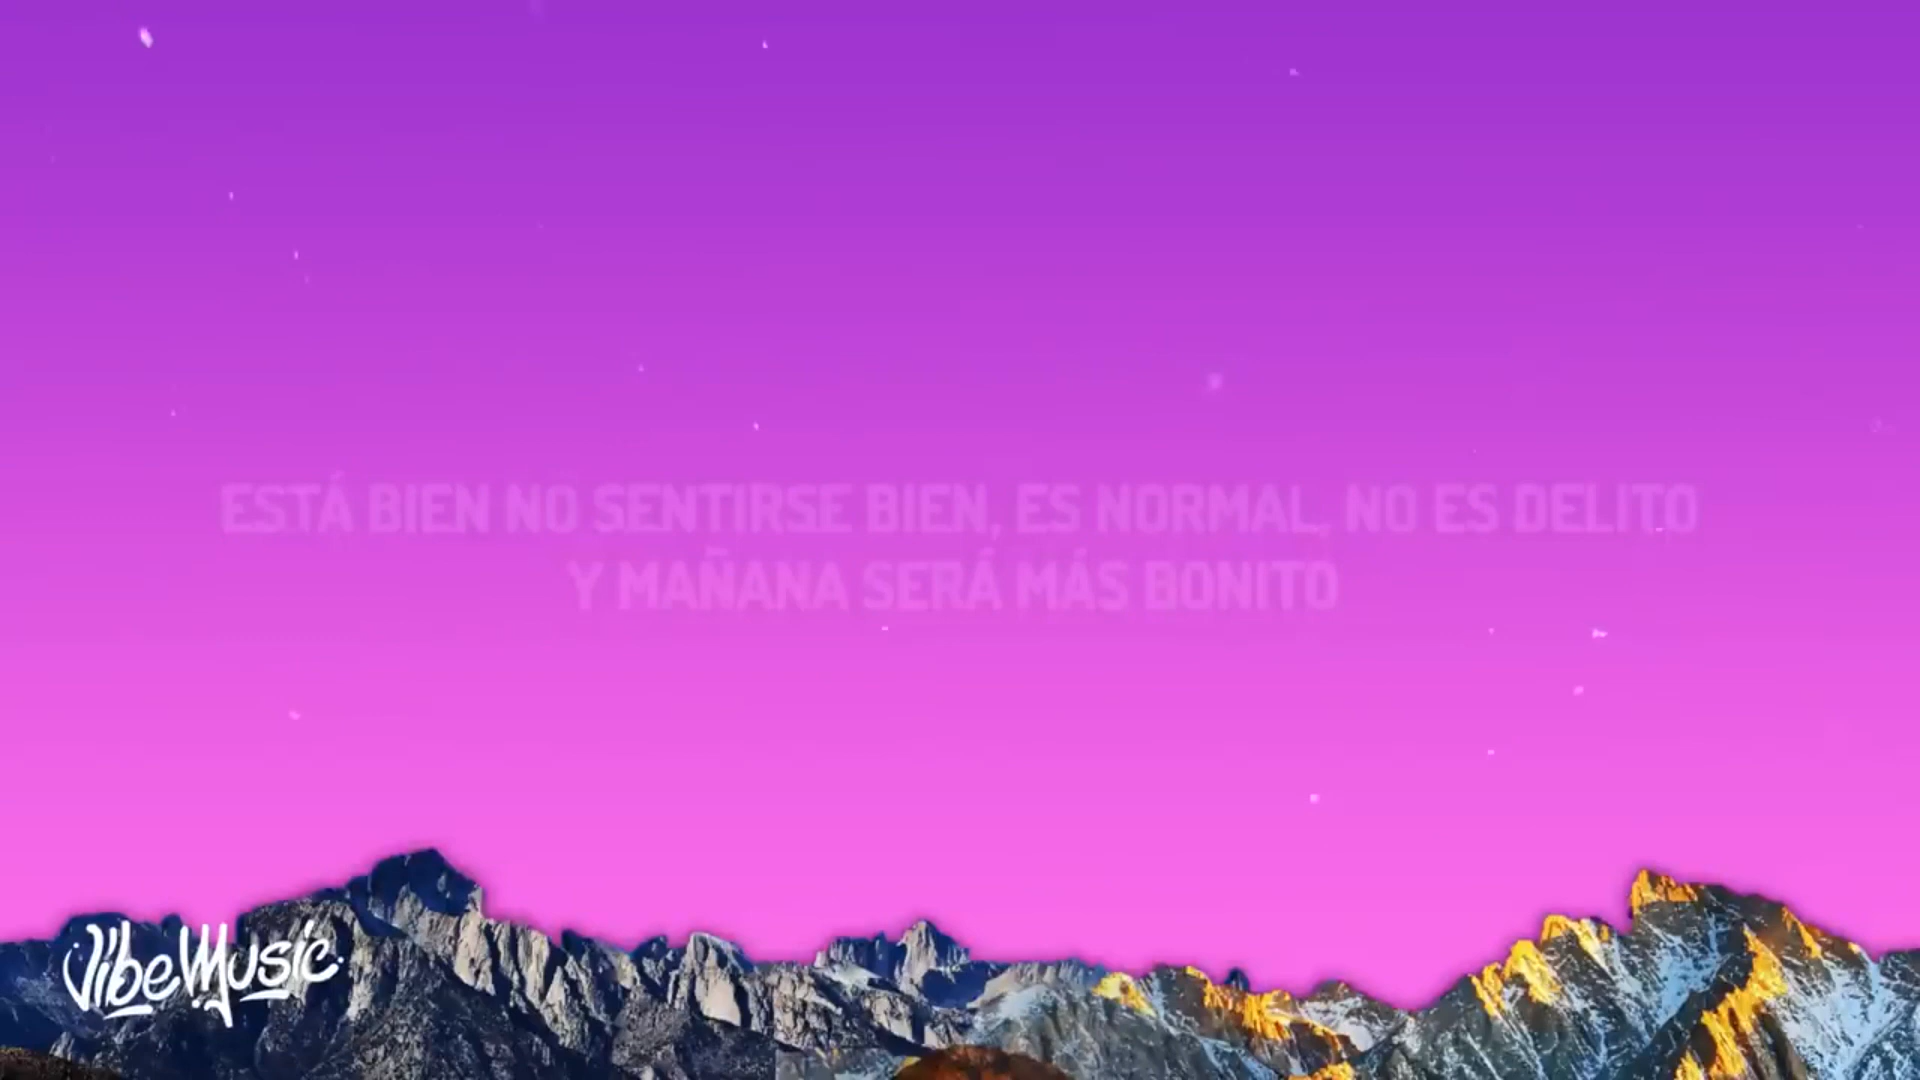 ESTÁ BIEN NO SENTIRSE BIEN, ES NORMAL, NO ES DELITO
Y MAÑANA SERÁ MÁS BONITO
VibeMusic